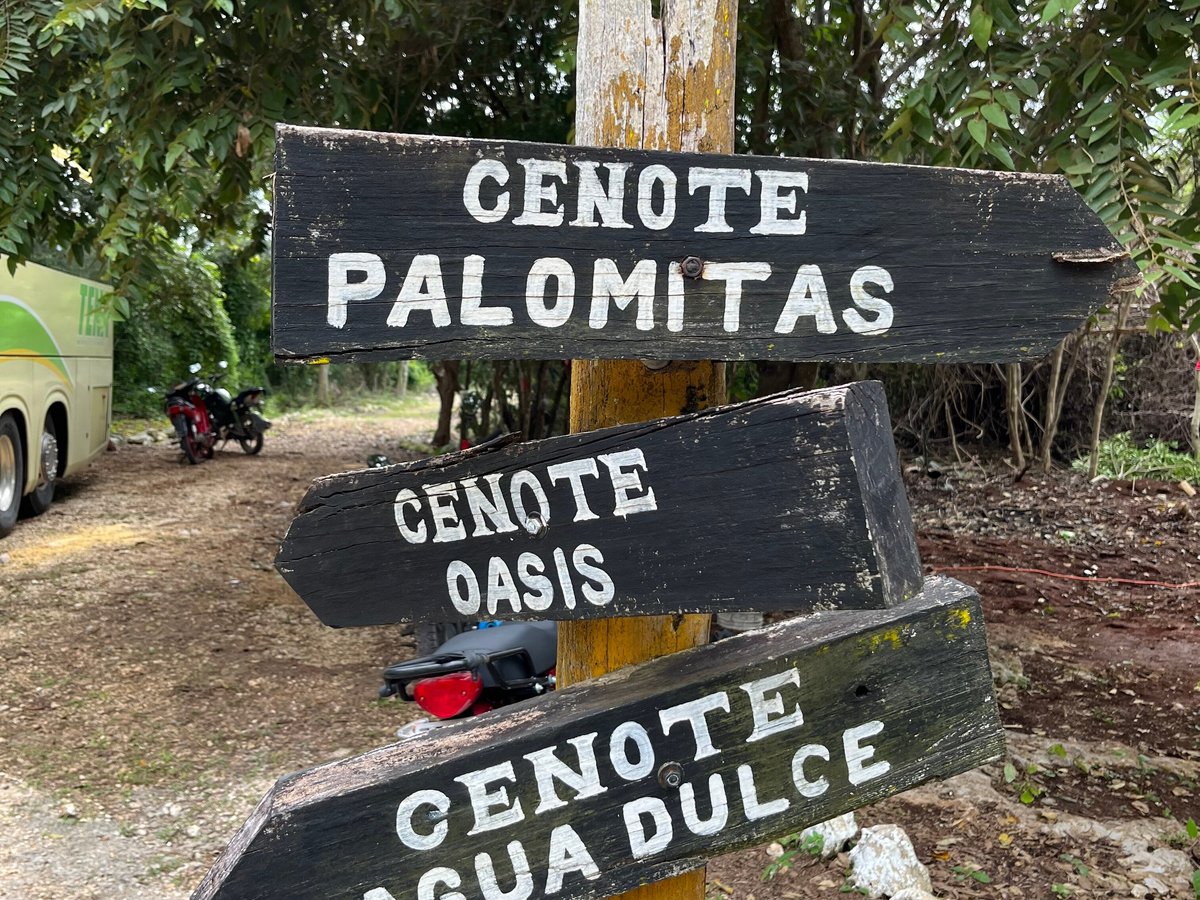 CENOTE
PALOMITAS
CENOTE
OASIS
CENOTE
AGUA DULCE